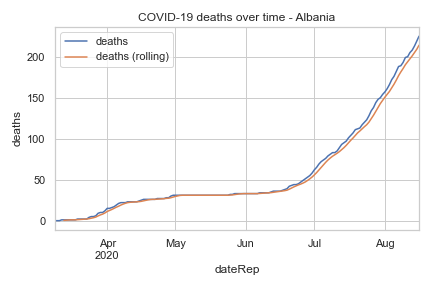 COVID-19 deaths over time - Albania
deaths
deaths (rolling)
200
150
100
50
0
deaths
Apr
2020
May
Jun
Jul
Aug
dateRep